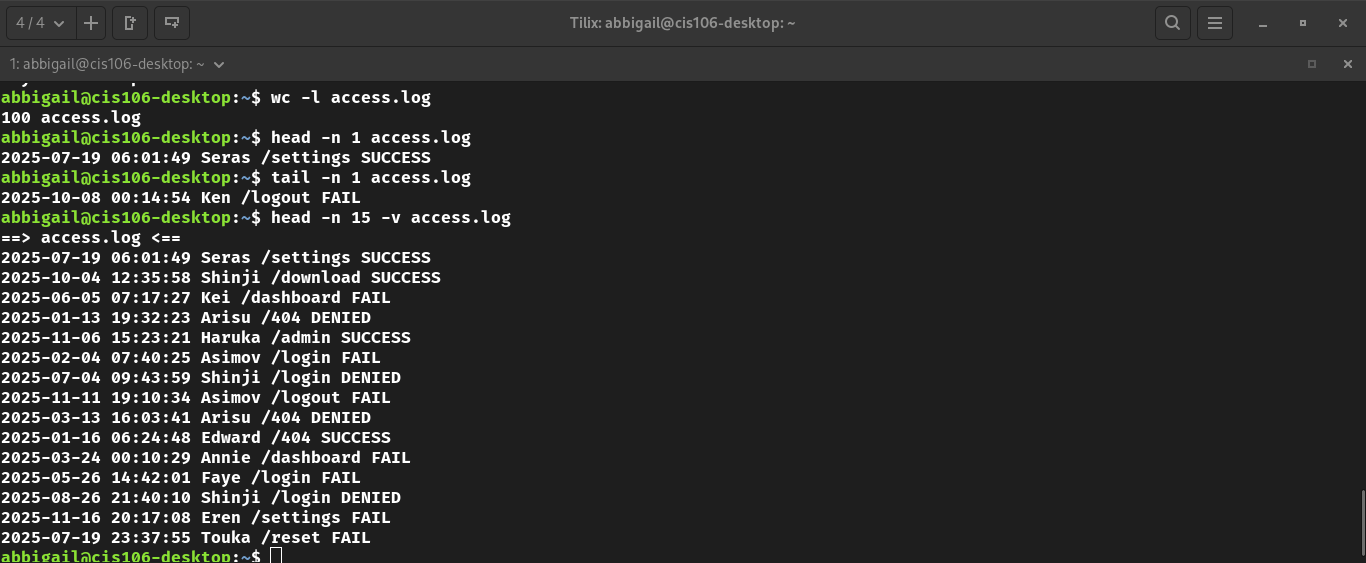 4 / 4
Tilix: abbigail@cis106-desktop: ~
1: abbigail@cis106-desktop: ~
abbigail@cis106-desktop:~$ wc -l access.log
100 access.log
abbigail@cis106-desktop:~$ head -n 1 access.log
2025-07-19 06:01:49 Seras /settings SUCCESS
abbigail@cis106-desktop:~$ tail -n 1 access.log
2025-10-08 00:14:54 Ken /logout FAIL
abbigail@cis106-desktop:~$ head -n 15 -v access.log
==> access.log <==
2025-07-19 06:01:49 Seras /settings SUCCESS
2025-10-04 12:35:58 Shinji /download SUCCESS
2025-06-05 07:17:27 Kei /dashboard FAIL
2025-01-13 19:32:23 Arisu /404 DENIED
2025-11-06 15:23:21 Haruka /admin SUCCESS
2025-02-04 07:40:25 Asimov /login FAIL
2025-07-04 09:43:59 Shinji /login DENIED
2025-11-11 19:10:34 Asimov /logout FAIL
2025-03-13 16:03:41 Arisu /404 DENIED
2025-01-16 06:24:48 Edward /404 SUCCESS
2025-03-24 00:10:29 Annie /dashboard FAIL
2025-05-26 14:42:01 Faye /login FAIL
2025-08-26 21:40:10 Shinji /login DENIED
2025-11-16 20:17:08 Eren /settings FAIL
2025-07-19 23:37:55 Touka /reset FAIL
abbigail@cis106-desktop:~$